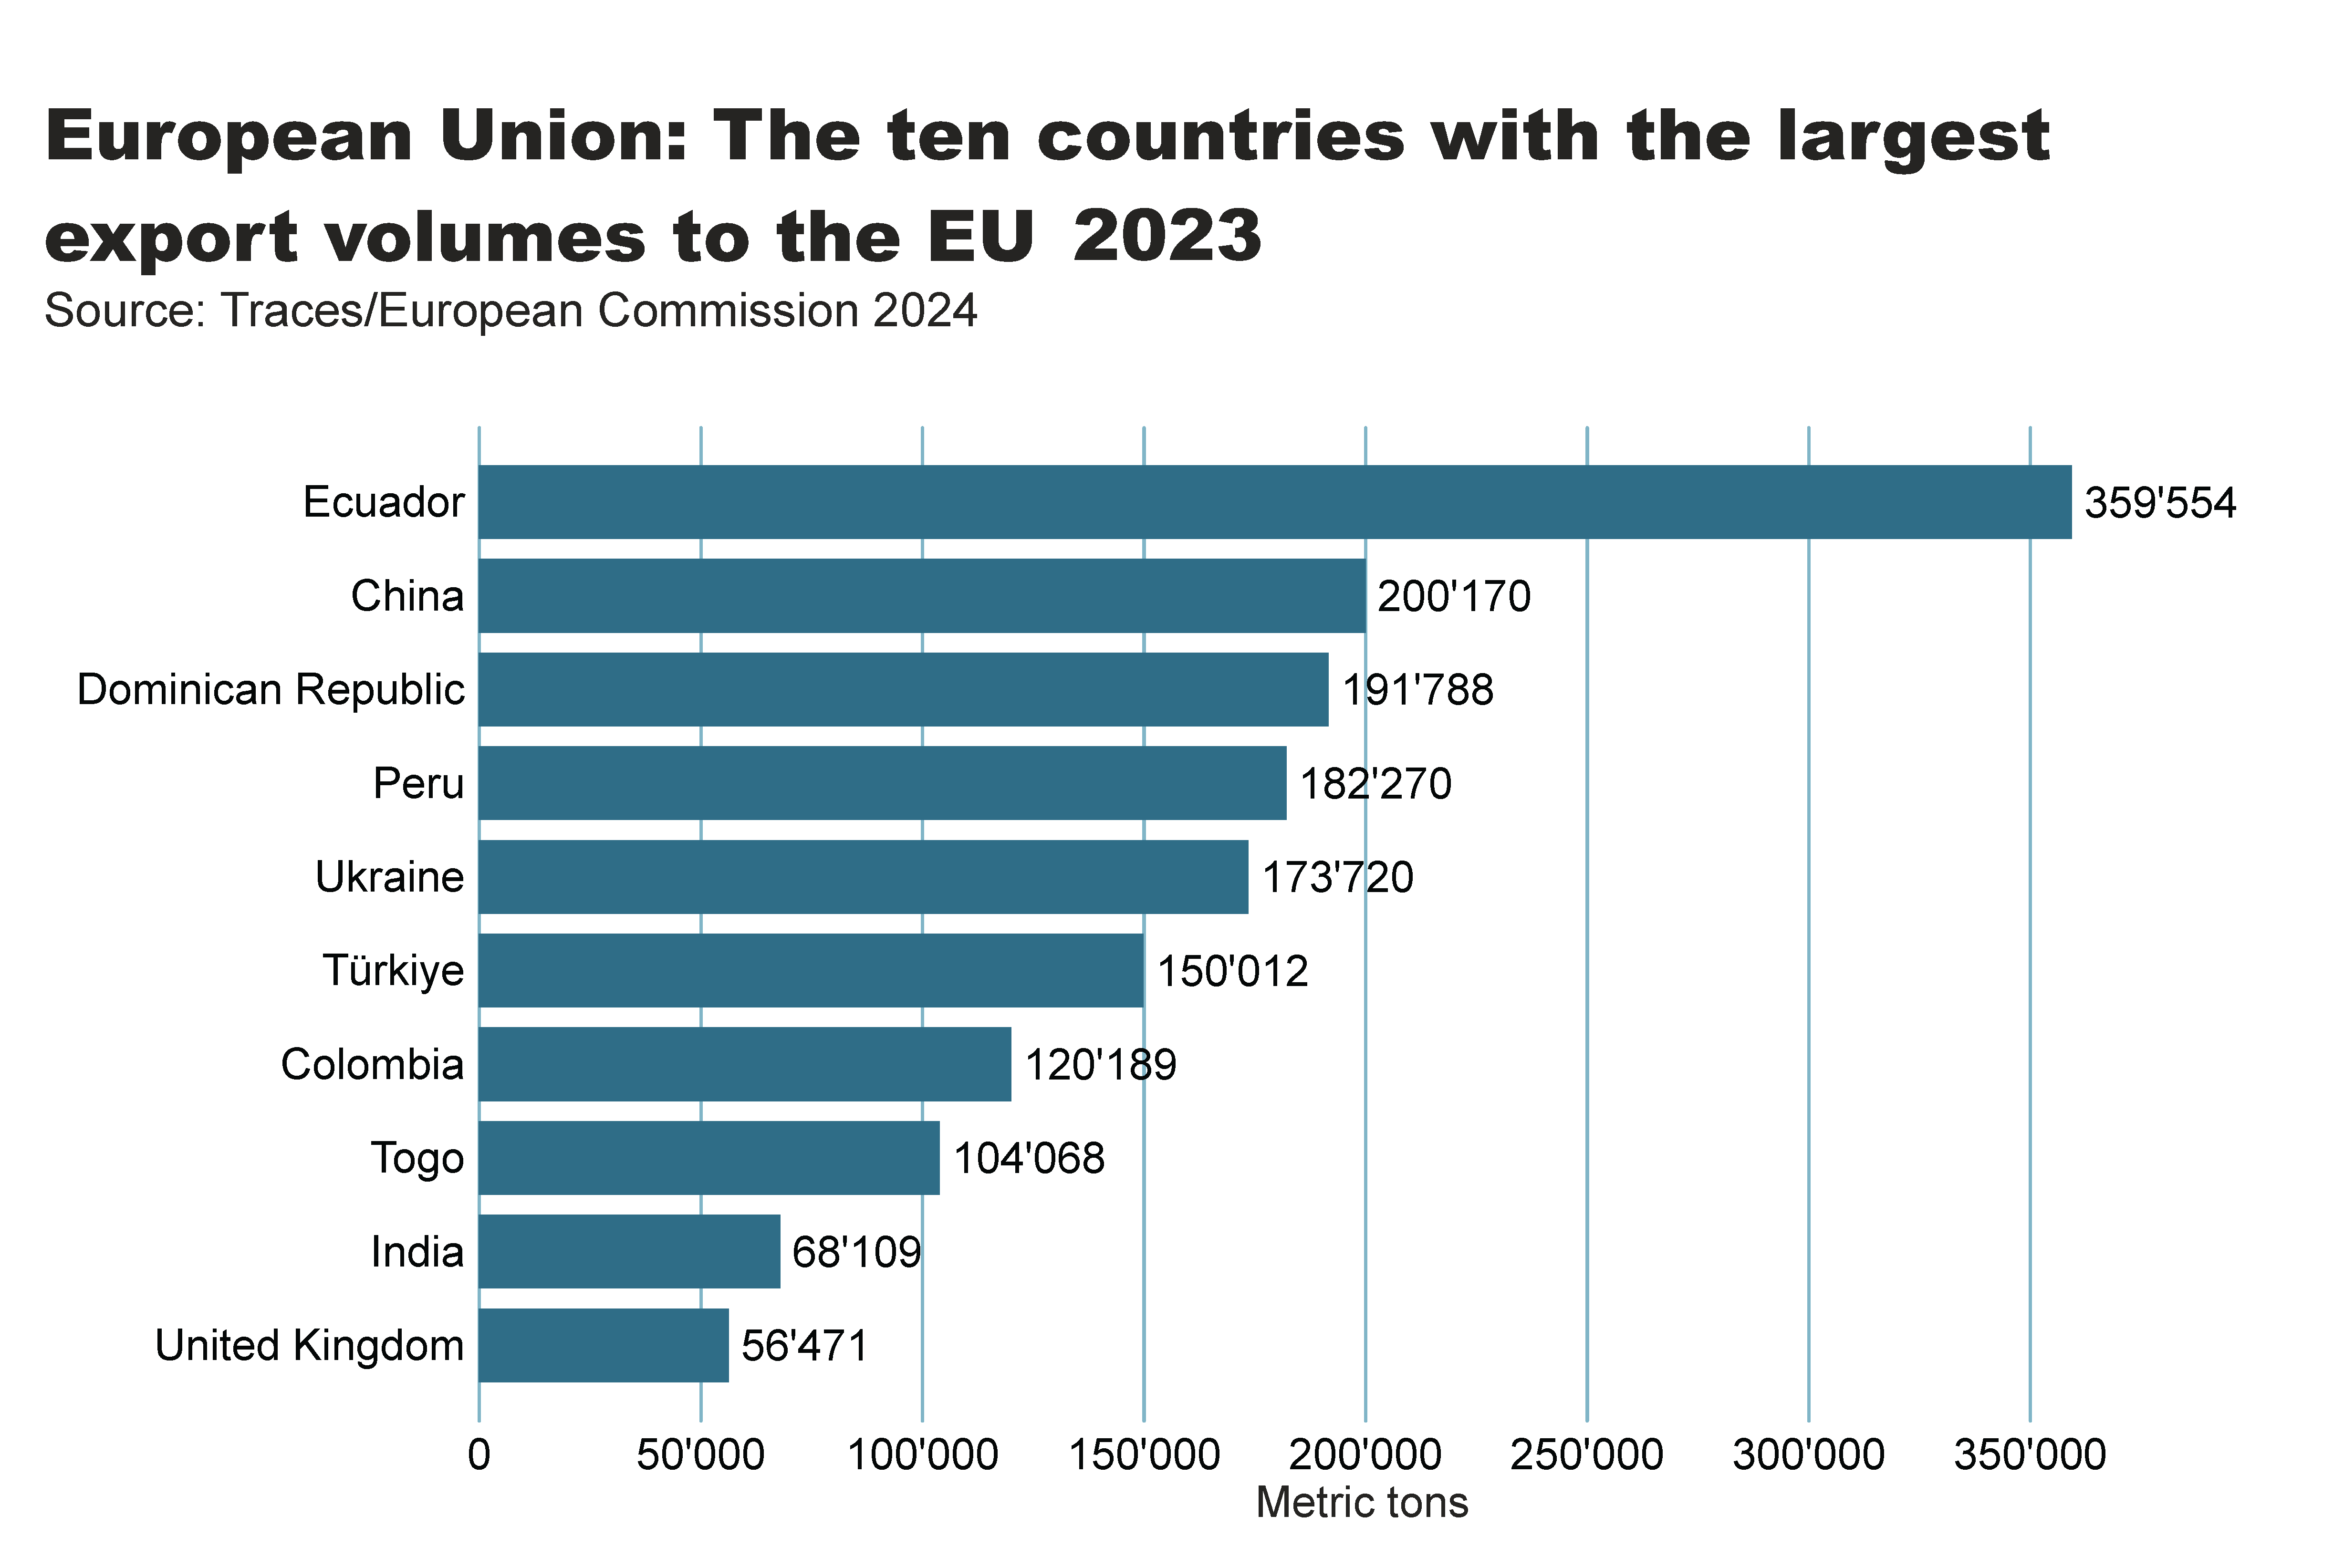 European Union: The ten countries with the largest
export volumes to the EU 2023
Source: Traces/European Commission 2024
Ecuador 359'554
China 200'170
Dominican Republic 191'788
Peru 182'270
Ukraine 173'720
Türkiye 150'012
Colombia 120'189
Togo 104'068
India 68'109
United Kingdom 56'471
0 50'000 100'000 150'000 200'000 250'000 300'000 350'000
Metric tons